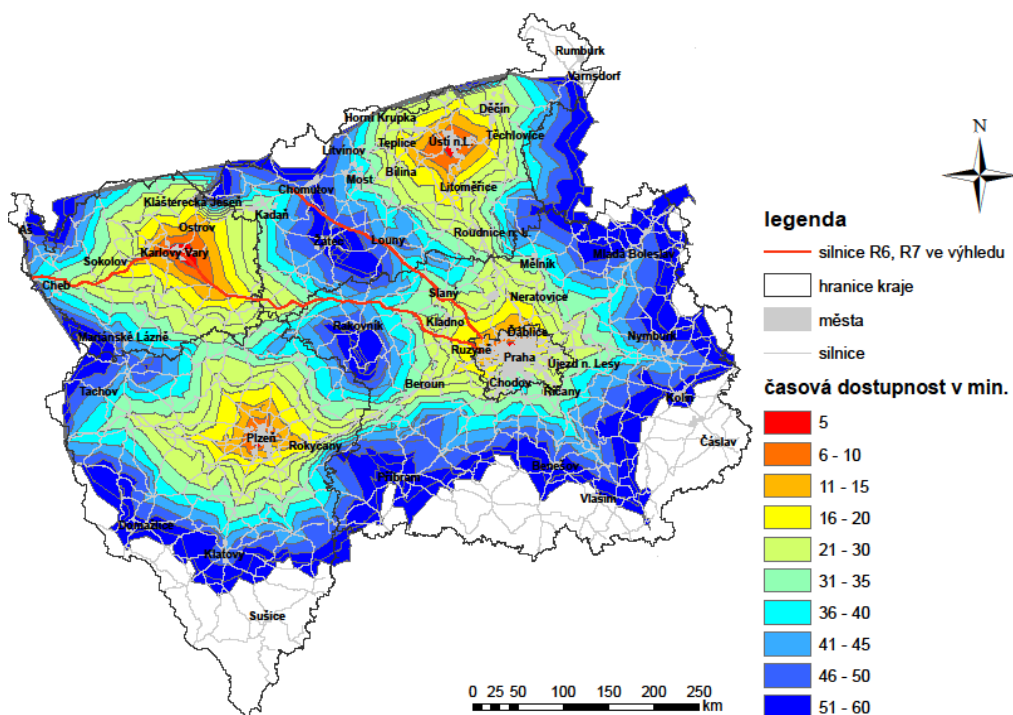 Rumburk
Varnsdorf
Děčín
Horní Krupka
Teplice
Ústí n.L.
Těchlovice
Litvínov
Bílina
Most
Litoměřice
Chomutov
Klášterecká Jeseň
Kadaň
Aš
Ostrov
Žatec
Louny
Roudnice n. L.
Karlovy Vary
Sokolov
Mělník
Mladá Boleslav
Cheb
Slaný
Neratovice
Kladno
Ďáblice
Rakovník
Nymburk
Mariánské Lázně
Ruzyně
Praha
Újezd n. Lesy
Tachov
Beroun
Chodov
Říčany
Kolín
Plzeň
Rokycany
Čáslav
Příbram
Benešov
Vlašim
Domažlice
Klatovy
Sušice
N
legenda
silnice R6, R7 ve výhledu
hranice kraje
města
silnice
časová dostupnost v min.
5
6 - 10
11 - 15
16 - 20
21 - 30
31 - 35
36 - 40
41 - 45
46 - 50
51 - 60
0 25 50 100 150 200 250
km